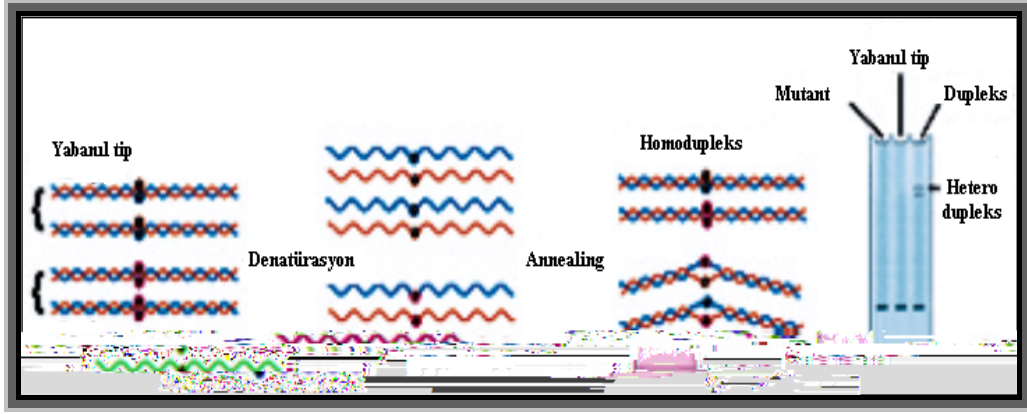 Yabanıl tip
Denatürasyon
Annealing
Homodupleks
Mutant
Yabanıl tip
Dupleks
Hetero
dupleks